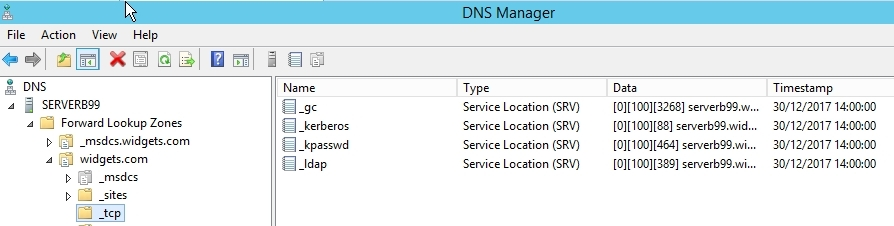 DNS Manager
File Action View Help
DNS
SERVERB99
Forward Lookup Zones
_msdcs.widgets.com
widgets.com
_msdcs
_sites
_tcp
Name Type Data Timestamp
_gc Service Location (SRV) [0][100][3268] serverb99.w... 30/12/2017 14:00:00
_kerberos Service Location (SRV) [0][100][88] serverb99.wid... 30/12/2017 14:00:00
_kpasswd Service Location (SRV) [0][100][464] serverb99.wi... 30/12/2017 14:00:00
_ldap Service Location (SRV) [0][100][389] serverb99.wi... 30/12/2017 14:00:00